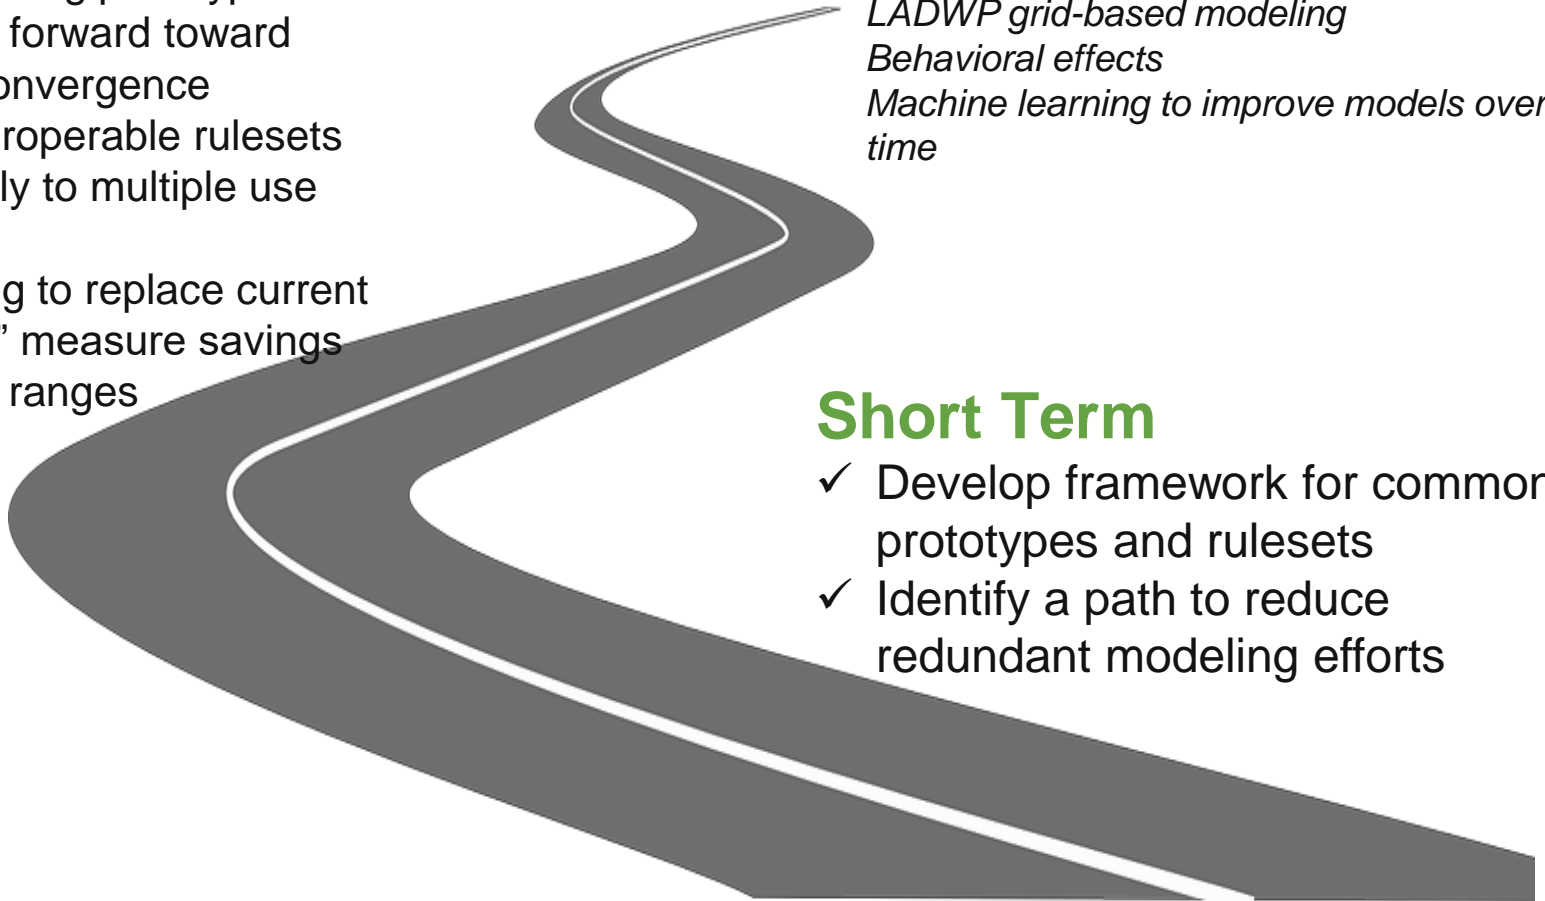 forward toward
onvergence
roperable rulesets
ly to multiple use
g to replace current
” measure savings
ranges
LADWP grid-based modeling
Behavioral effects
Machine learning to improve models over
time
Short Term
✓ Develop framework for common
prototypes and rulesets
✓ Identify a path to reduce
redundant modeling efforts